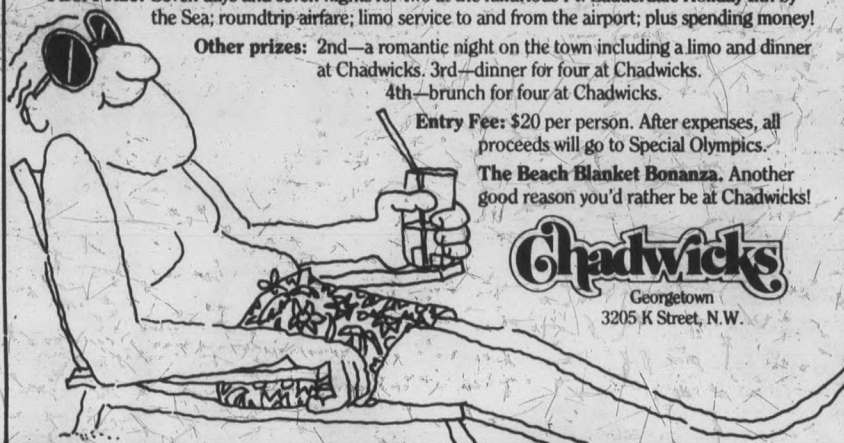 the Sea; roundtrip airfare; limo service to and from the airport; plus spending money!
Other prizes: 2nd—a romantic night on the town including a limo and dinner
at Chadwicks. 3rd—dinner for four at Chadwicks.
4th—brunch for four at Chadwicks.
Entry Fee: $20 per person. After expenses, all
proceeds will go to Special Olympics.
The Beach Blanket Bonanza. Another
good reason you'd rather be at Chadwicks!
Chadwicks
Georgetown
3205 K Street, N.W.